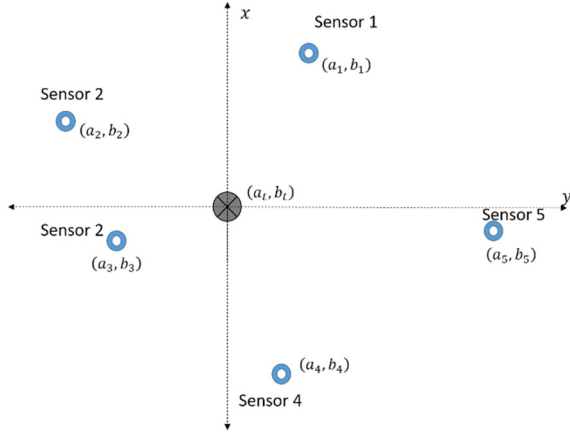 x
Sensor 1
(a₁, b₁)
Sensor 2
(a₂, b₂)
(aₜ, bₜ)
y
Sensor 5
Sensor 2
(a₃, b₃)
(a₅, b₅)
(a₄, b₄)
Sensor 4